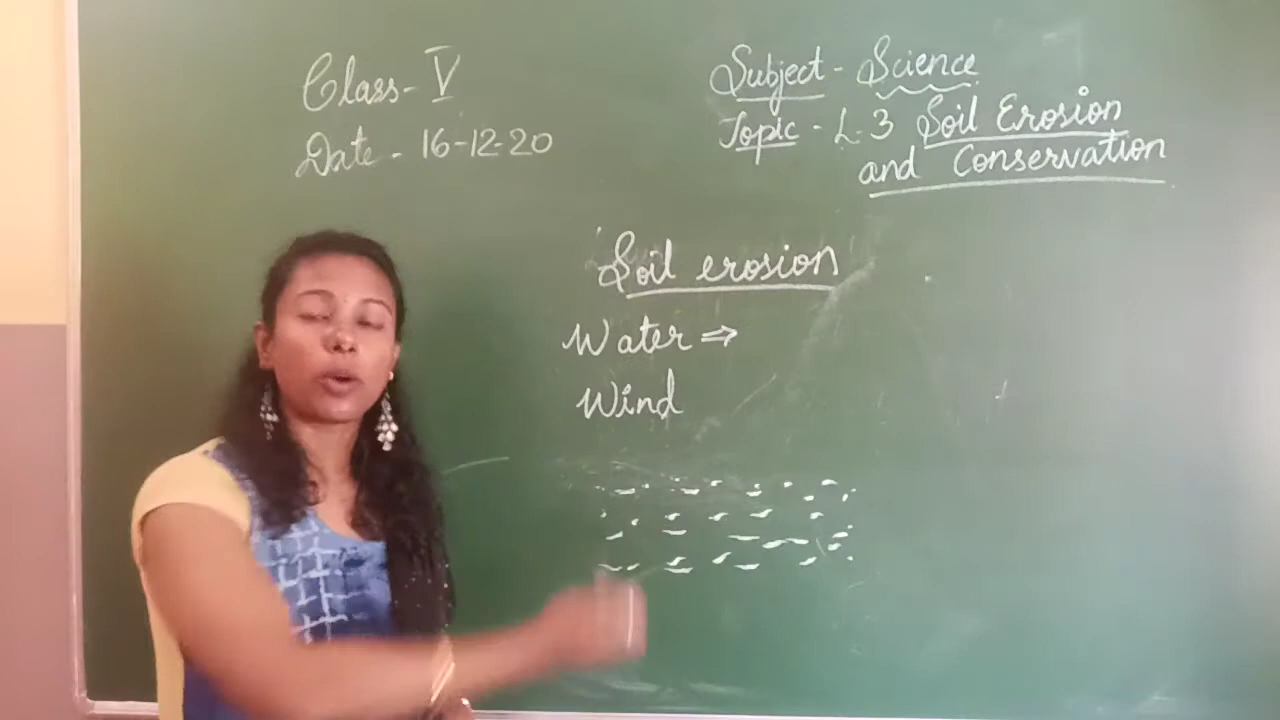 Class - V
Date - 16-12-20
Subject - Science
Topic - L-3 Soil Erosion
and Conservation
Soil erosion
Water ⇒
Wind